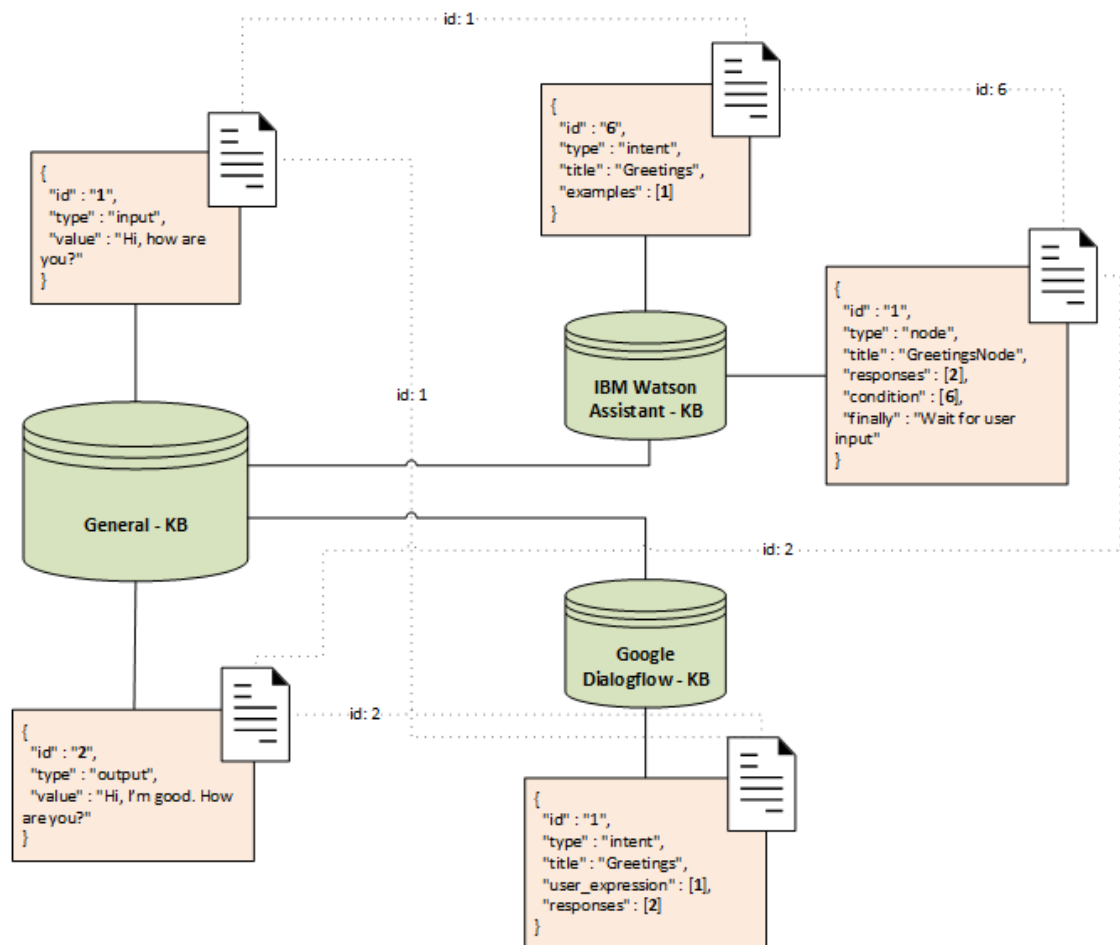 id: 1
{
"id" : "6",
"type" : "intent",
"title" : "Greetings",
"examples" : [1]
}
id: 6
{
"id" : "1",
"type" : "input",
"value" : "Hi, how are
you?"
}
{
"id" : "1",
"type" : "node",
"title" : "GreetingsNode",
"responses" : [2],
"condition" : [6],
"finally" : "Wait for user
input"
}
IBM Watson
Assistant - KB
id: 1
General - KB
id: 2
Google
Dialogflow - KB
id: 2
{
"id" : "2",
"type" : "output",
"value" : "Hi, I'm good. How
are you?"
}
{
"id" : "1",
"type" : "intent",
"title" : "Greetings",
"user_expression" : [1],
"responses" : [2]
}